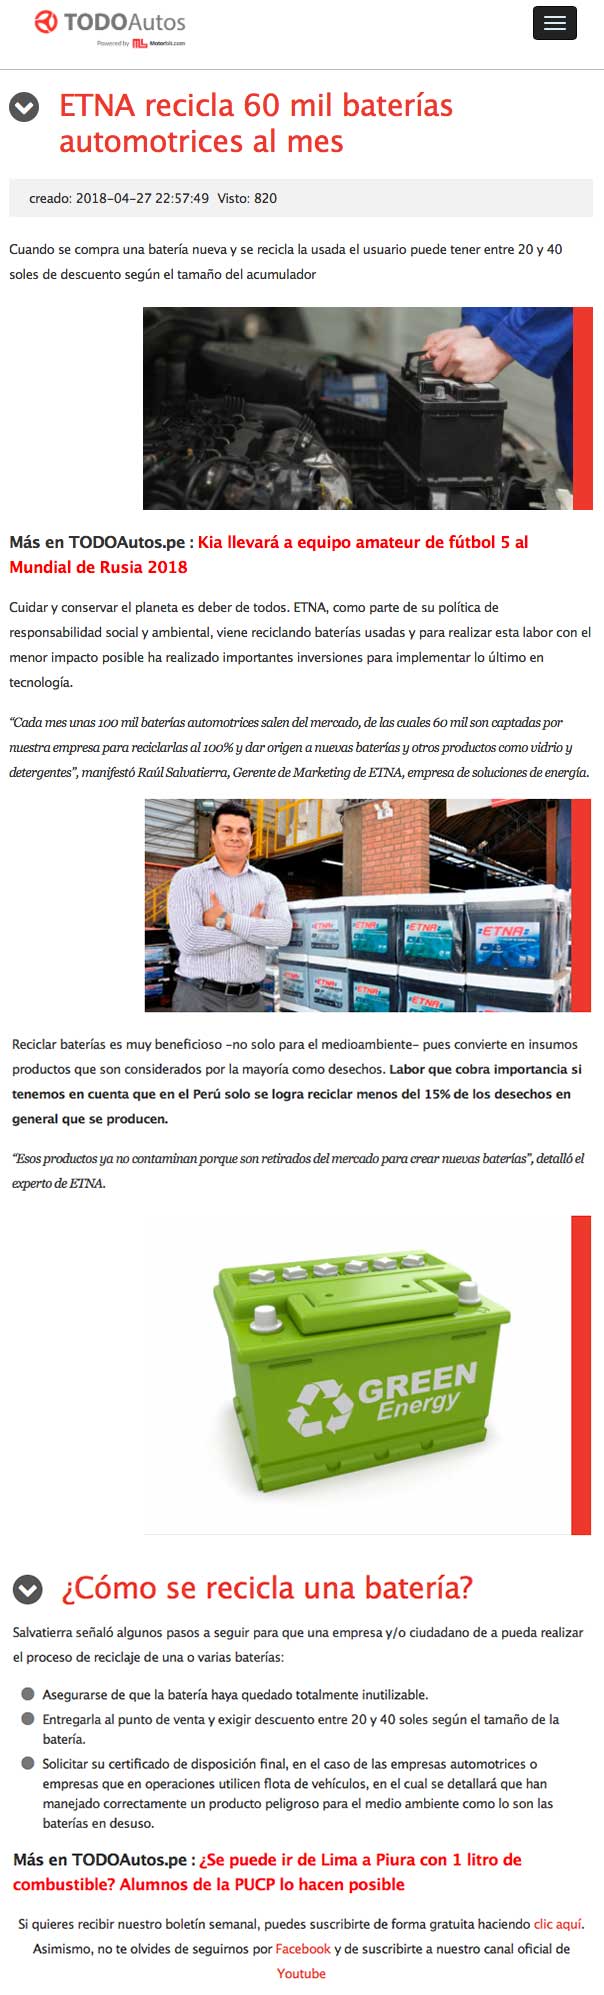 TODOAutos
Powered by ML Motorbit.com
ETNA recicla 60 mil baterías
automotrices al mes
creado: 2018-04-27 22:57:49 Visto: 820
Cuando se compra una batería nueva y se recicla la usada el usuario puede tener entre 20 y 40
soles de descuento según el tamaño del acumulador
Más en TODOAutos.pe : Kia llevará a equipo amateur de fútbol 5 al
Mundial de Rusia 2018
Cuidar y conservar el planeta es deber de todos. ETNA, como parte de su política de
responsabilidad social y ambiental, viene reciclando baterías usadas y para realizar esta labor con el
menor impacto posible ha realizado importantes inversiones para implementar lo último en
tecnología.
“Cada mes unas 100 mil baterías automotrices salen del mercado, de las cuales 60 mil son captadas por
nuestra empresa para reciclarlas al 100% y dar origen a nuevas baterías y otros productos como vidrio y
detergentes”, manifestó Raúl Salvatierra, Gerente de Marketing de ETNA, empresa de soluciones de energía.
ETNA ETNA ETNA ETNA ETNA
ETNA
Reciclar baterías es muy beneficioso -no solo para el medioambiente- pues convierte en insumos
productos que son considerados por la mayoría como desechos. Labor que cobra importancia si
tenemos en cuenta que en el Perú solo se logra reciclar menos del 15% de los desechos en
general que se producen.
“Esos productos ya no contaminan porque son retirados del mercado para crear nuevas baterías”, detalló el
experto de ETNA.
GREEN
Energy
¿Cómo se recicla una batería?
Salvatierra señaló algunos pasos a seguir para que una empresa y/o ciudadano de a pueda realizar
el proceso de reciclaje de una o varias baterías:
Asegurarse de que la batería haya quedado totalmente inutilizable.
Entregarla al punto de venta y exigir descuento entre 20 y 40 soles según el tamaño de la
batería.
Solicitar su certificado de disposición final, en el caso de las empresas automotrices o
empresas que en operaciones utilicen flota de vehículos, en el cual se detallará que han
manejado correctamente un producto peligroso para el medio ambiente como lo son las
baterías en desuso.
Más en TODOAutos.pe : ¿Se puede ir de Lima a Piura con 1 litro de
combustible? Alumnos de la PUCP lo hacen posible
Si quieres recibir nuestro boletín semanal, puedes suscribirte de forma gratuita haciendo clic aquí.
Asimismo, no te olvides de seguirnos por Facebook y de suscribirte a nuestro canal oficial de
Youtube